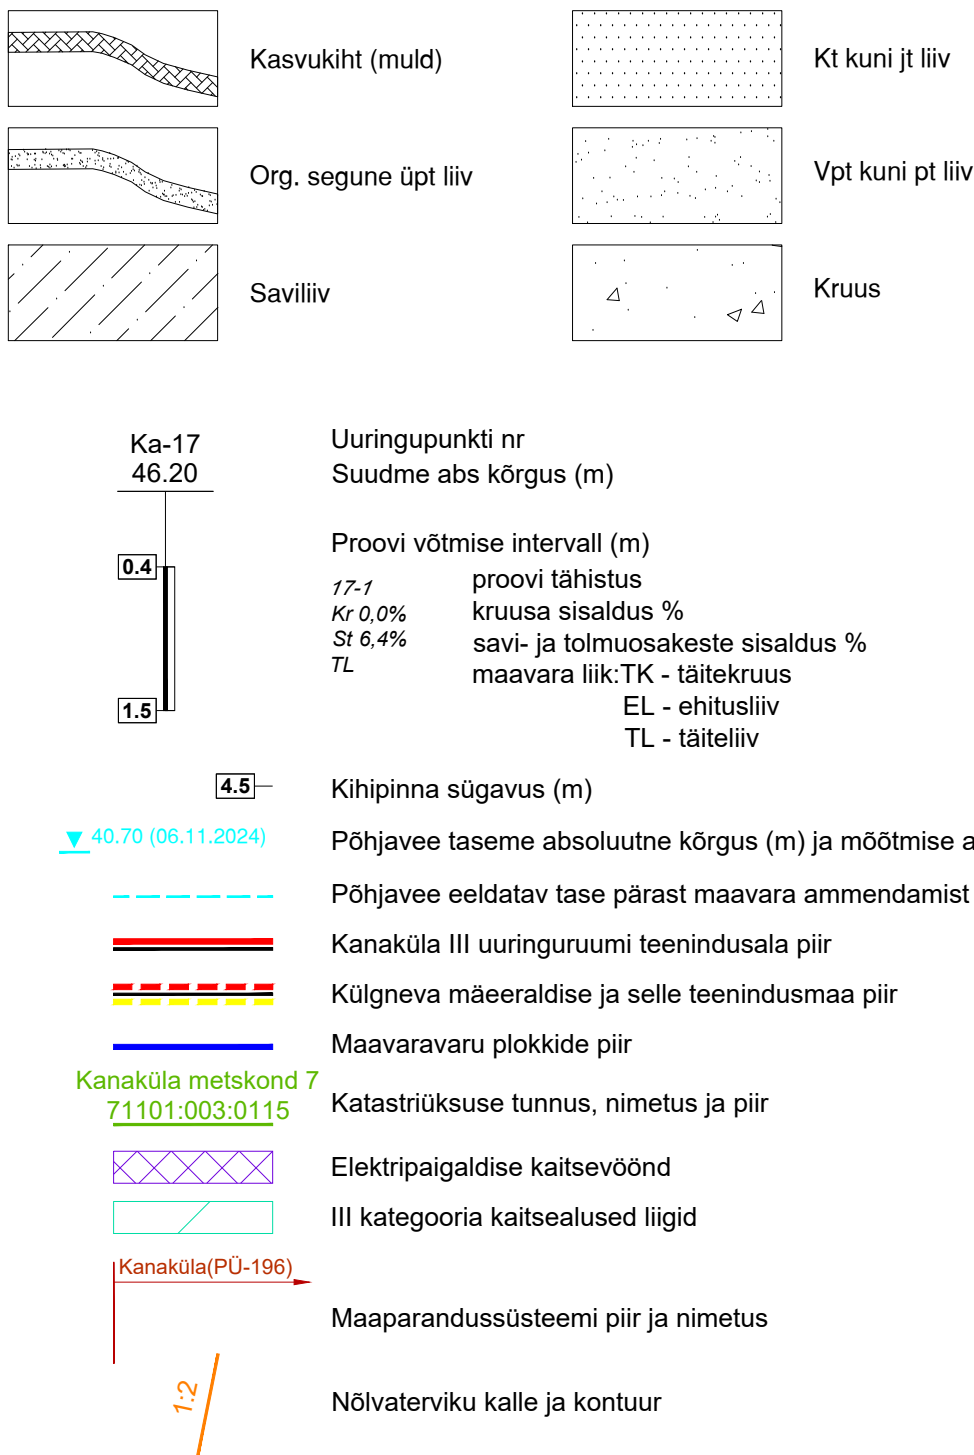 Kasvukiht (muld)
Kt kuni jt liiv
Org. segune üpt liiv
Vpt kuni pt liiv
Saviliiv
Kruus
Ka-17
46.20
Uuringupunkti nr
Suudme abs kõrgus (m)
Proovi võtmise intervall (m)
0.4
1.5
17-1 proovi tähistus
Kr 0,0% kruusa sisaldus %
St 6,4% savi- ja tolmuosakeste sisaldus %
TL maavara liik:TK - täitekruus
EL - ehitusliiv
TL - täiteliiv
4.5 Kihipinna sügavus (m)
40.70 (06.11.2024) Põhjavee taseme absoluutne kõrgus (m) ja mõõtmise a
Põhjavee eeldatav tase pärast maavara ammendamist
Kanaküla III uuringuruumi teenindusala piir
Külgneva mäeeraldise ja selle teenindusmaa piir
Maavaravaru plokkide piir
Kanaküla metskond 7
71101:003:0115
Katastriüksuse tunnus, nimetus ja piir
Elektripaigaldise kaitsevöönd
III kategooria kaitsealused liigid
Kanaküla(PÜ-196)
Maaparandussüsteemi piir ja nimetus
1:2
Nõlvaterviku kalle ja kontuur